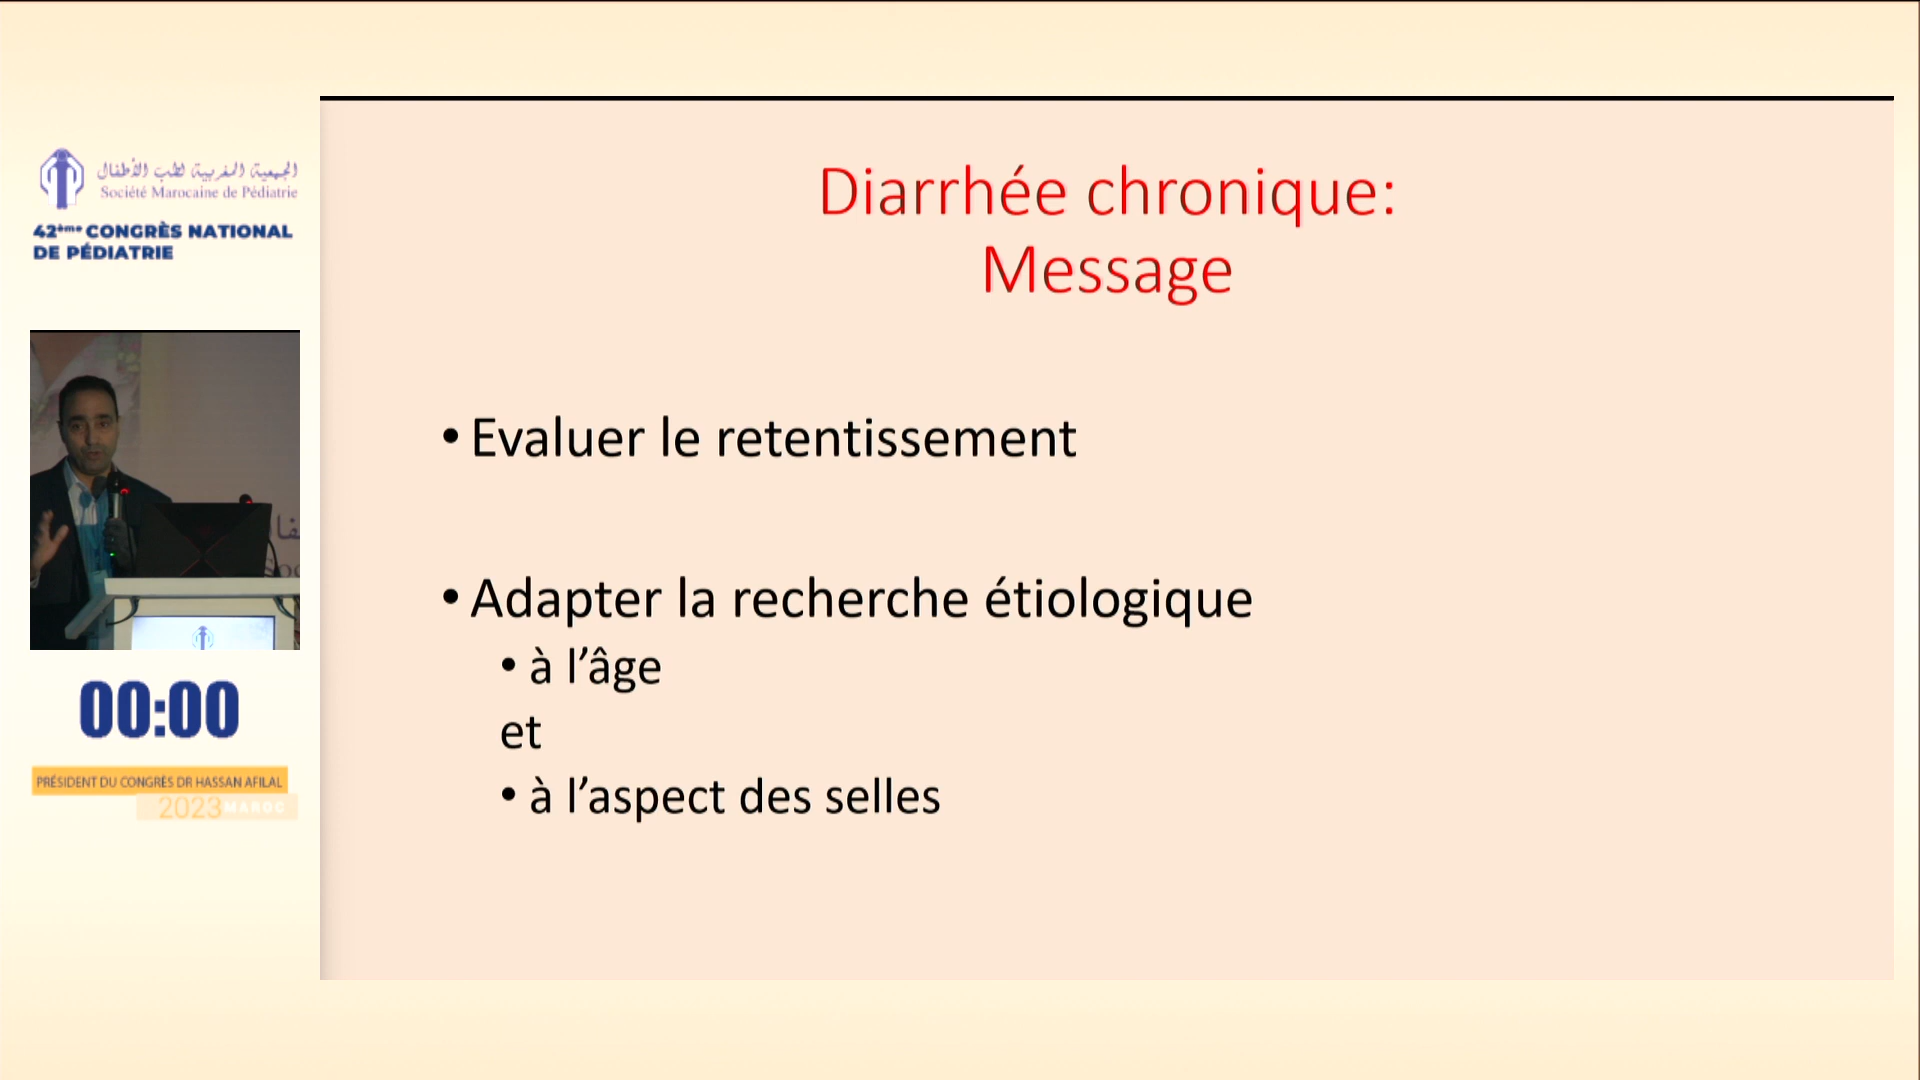 الجمعية المغربية لطب الأطفال
Société Marocaine de Pédiatrie
42ème CONGRÈS NATIONAL
DE PÉDIATRIE
00:00
PRÉSIDENT DU CONGRÈS DR HASSAN AFILAL
2023 MAROC
Diarrhée chronique:
Message
• Evaluer le retentissement
• Adapter la recherche étiologique
• à l’âge
et
• à l’aspect des selles